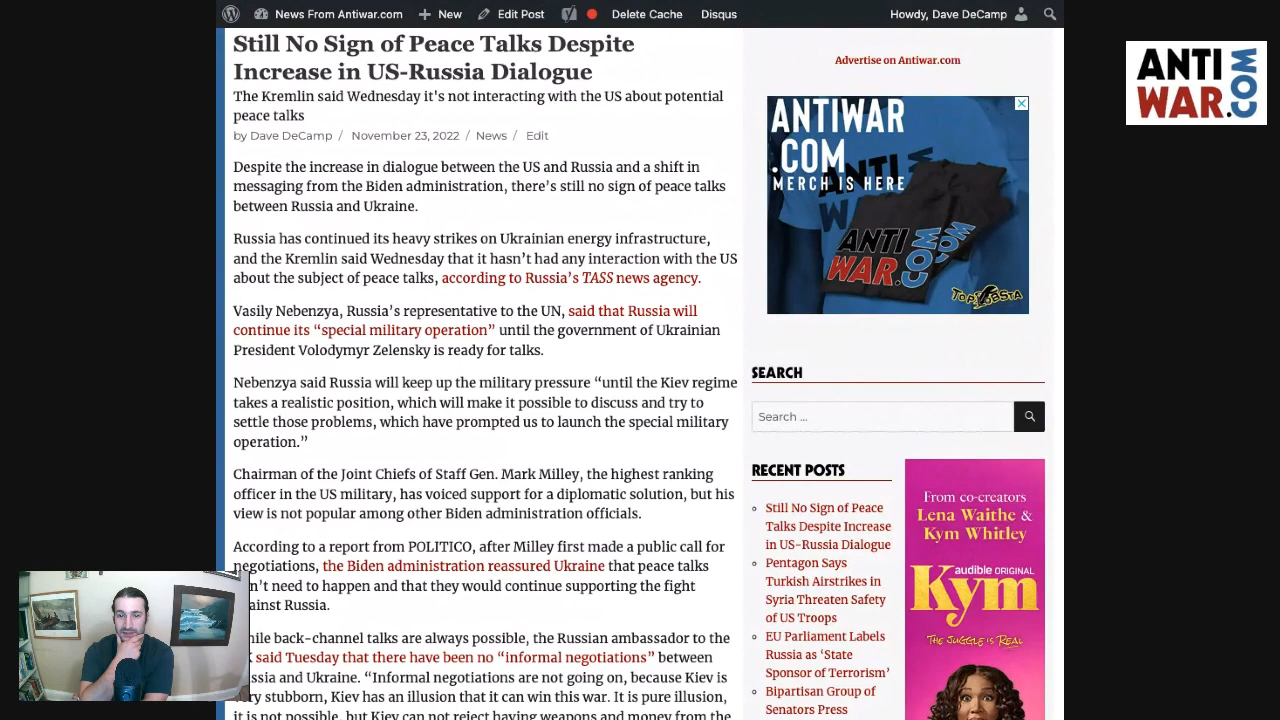 News From Antiwar.com
New
Edit Post
Delete Cache
Disqus
Howdy, Dave DeCamp
Still No Sign of Peace Talks Despite
Increase in US-Russia Dialogue
The Kremlin said Wednesday it's not interacting with the US about potential
peace talks
by Dave DeCamp / November 23, 2022 / News / Edit
Despite the increase in dialogue between the US and Russia and a shift in
messaging from the Biden administration, there's still no sign of peace talks
between Russia and Ukraine.
Russia has continued its heavy strikes on Ukrainian energy infrastructure,
and the Kremlin said Wednesday that it hasn't had any interaction with the US
about the subject of peace talks, according to Russia's TASS news agency.
Vasily Nebenzya, Russia's representative to the UN, said that Russia will
continue its “special military operation” until the government of Ukrainian
President Volodymyr Zelensky is ready for talks.
Nebenzya said Russia will keep up the military pressure “until the Kiev regime
takes a realistic position, which will make it possible to discuss and try to
settle those problems, which have prompted us to launch the special military
operation.”
Chairman of the Joint Chiefs of Staff Gen. Mark Milley, the highest ranking
officer in the US military, has voiced support for a diplomatic solution, but his
view is not popular among other Biden administration officials.
According to a report from POLITICO, after Milley first made a public call for
negotiations, the Biden administration reassured Ukraine that peace talks
n't need to happen and that they would continue supporting the fight
ainst Russia.
hile back-channel talks are always possible, the Russian ambassador to the
said Tuesday that there have been no “informal negotiations” between
ssia and Ukraine. “Informal negotiations are not going on, because Kiev is
ry stubborn, Kiev has an illusion that it can win this war. It is pure illusion,
it is not possible, but Kiev can not reject having weapons and money from the
Advertise on Antiwar.com
ANTIWAR
.COM
MERCH IS HERE
ANTI
WAR.COM
TopLobsta
SEARCH
Search ...
RECENT POSTS
Still No Sign of Peace
Talks Despite Increase
in US-Russia Dialogue
Pentagon Says
Turkish Airstrikes in
Syria Threaten Safety
of US Troops
EU Parliament Labels
Russia as ‘State
Sponsor of Terrorism’
Bipartisan Group of
Senators Press
From co-creators
Lena Waithe &
Kym Whitley
audible ORIGINAL
Kym
THE JUGGLE IS REAL
ANTI
WAR.COM